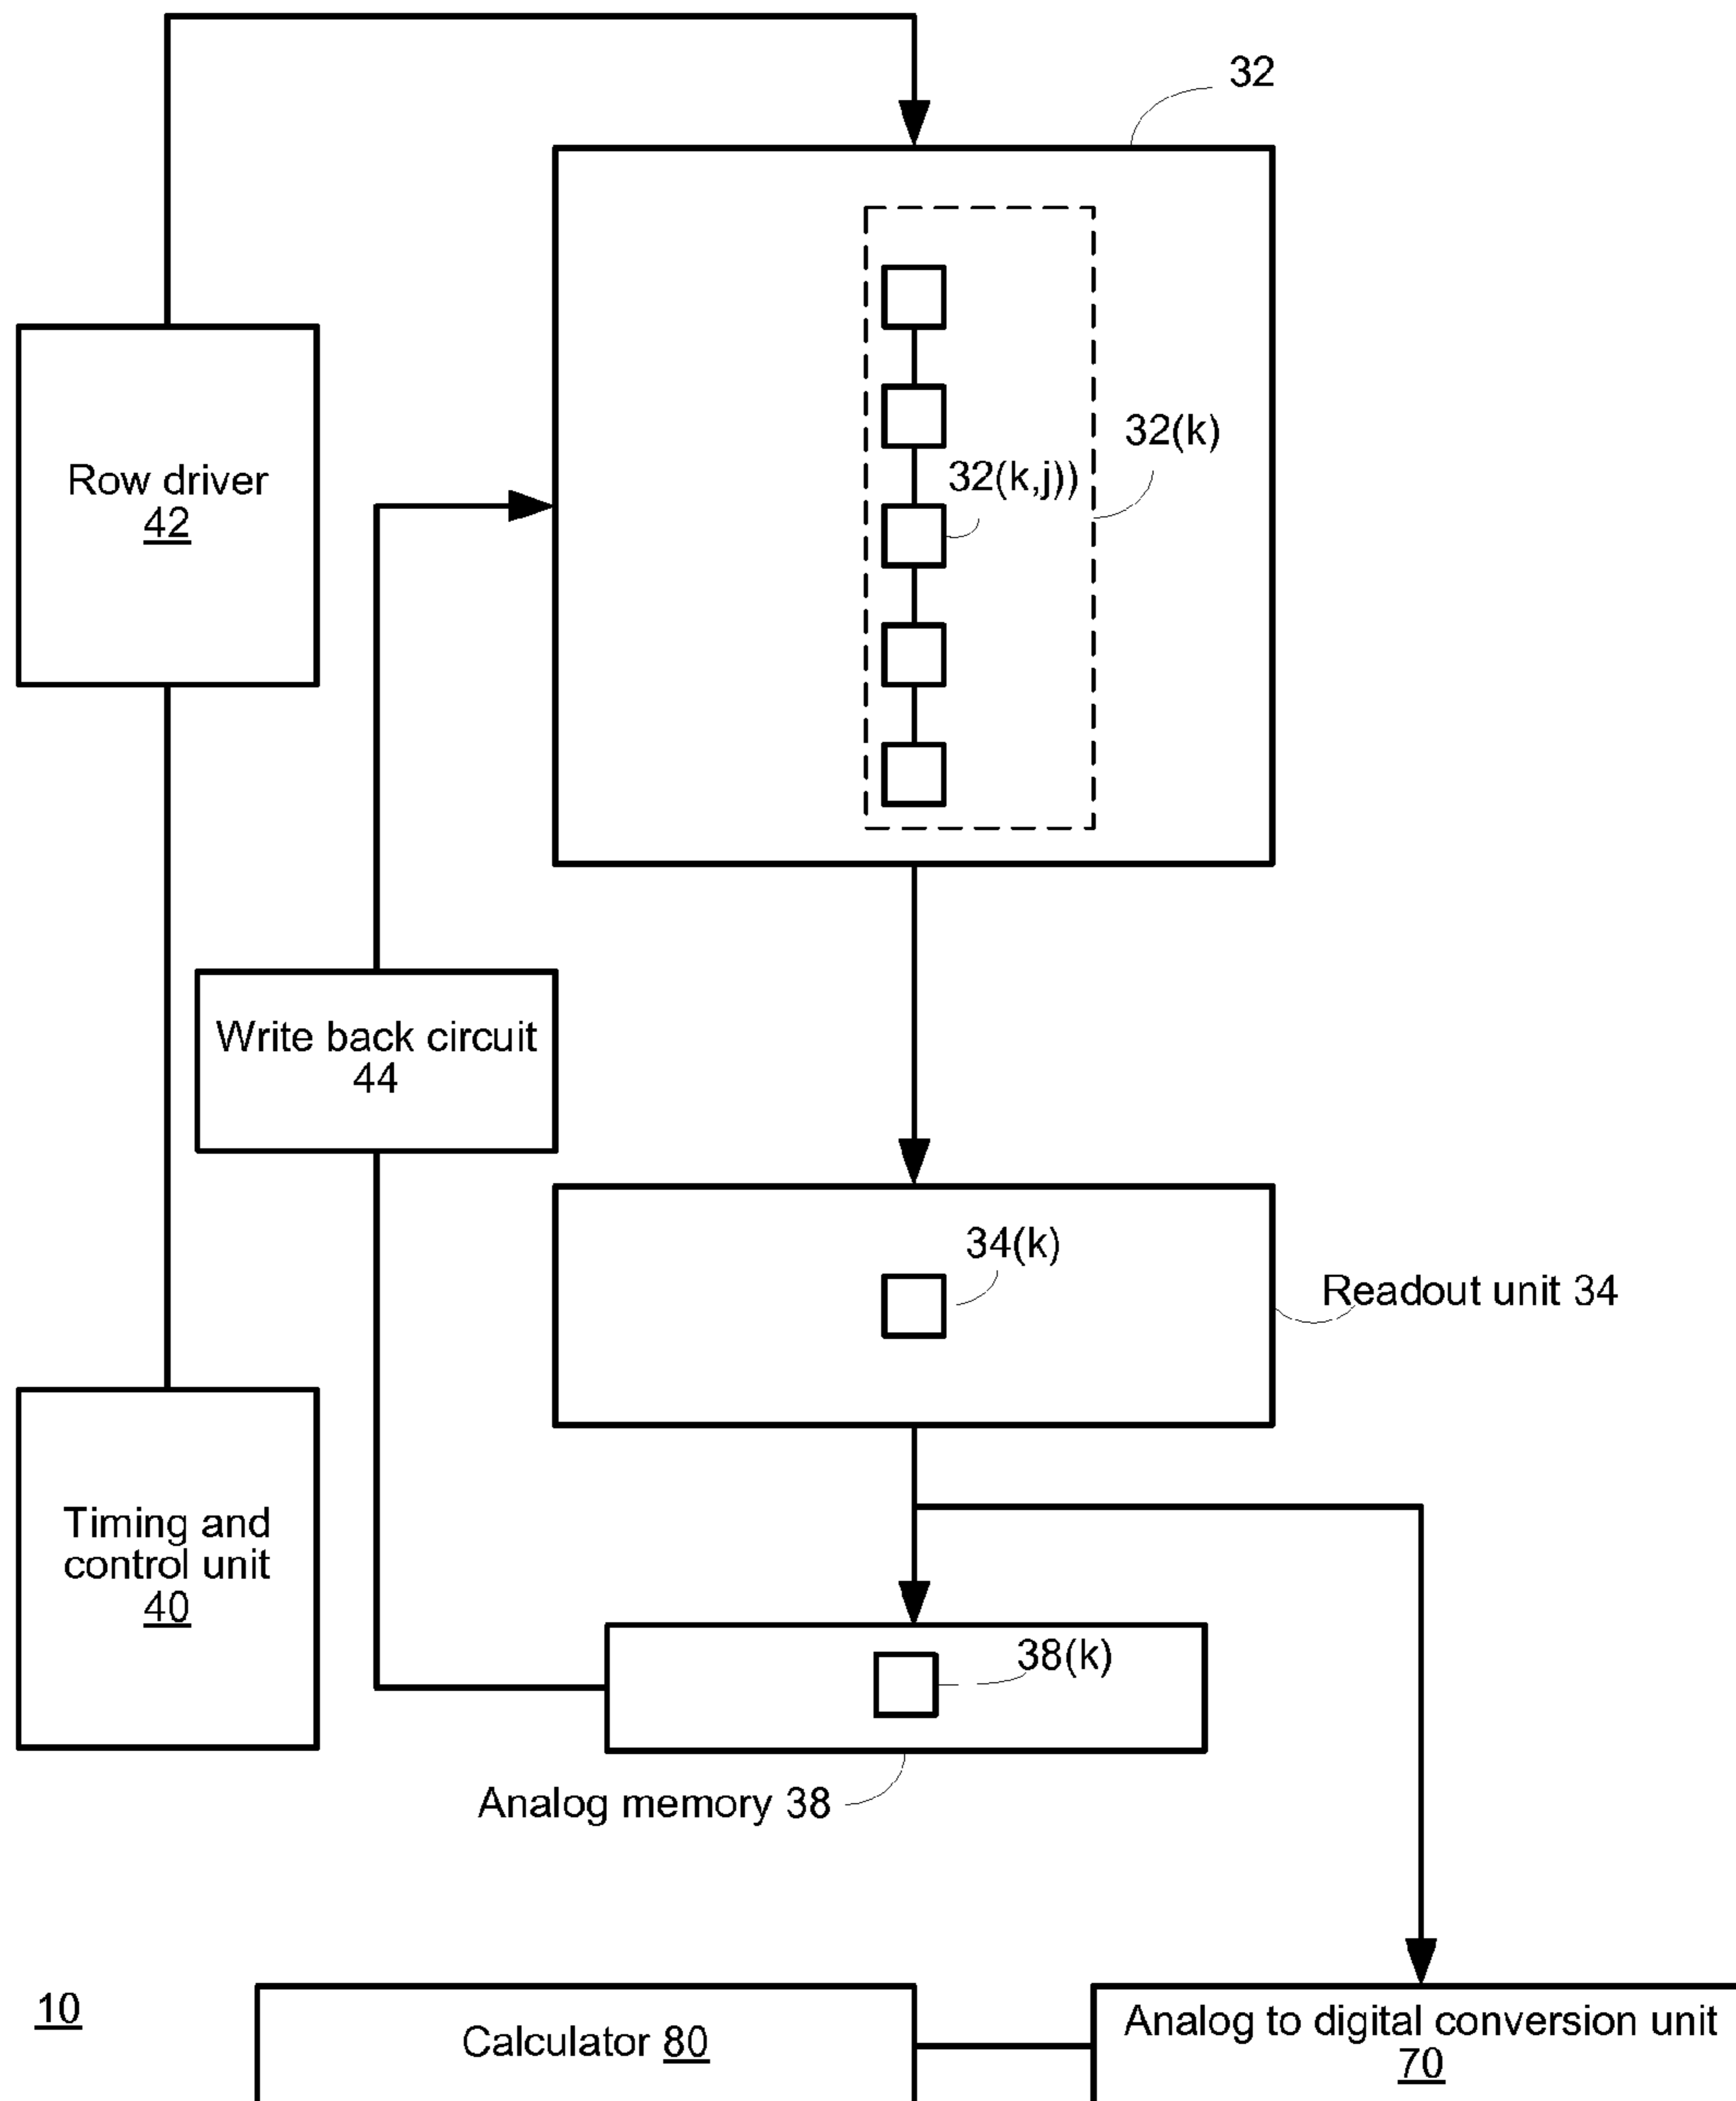 32
32(k)
32(k,j))
Row driver
42
Write back circuit
44
34(k)
Readout unit 34
Timing and
control unit
40
38(k)
Analog memory 38
10
Calculator 80
Analog to digital conversion unit
70